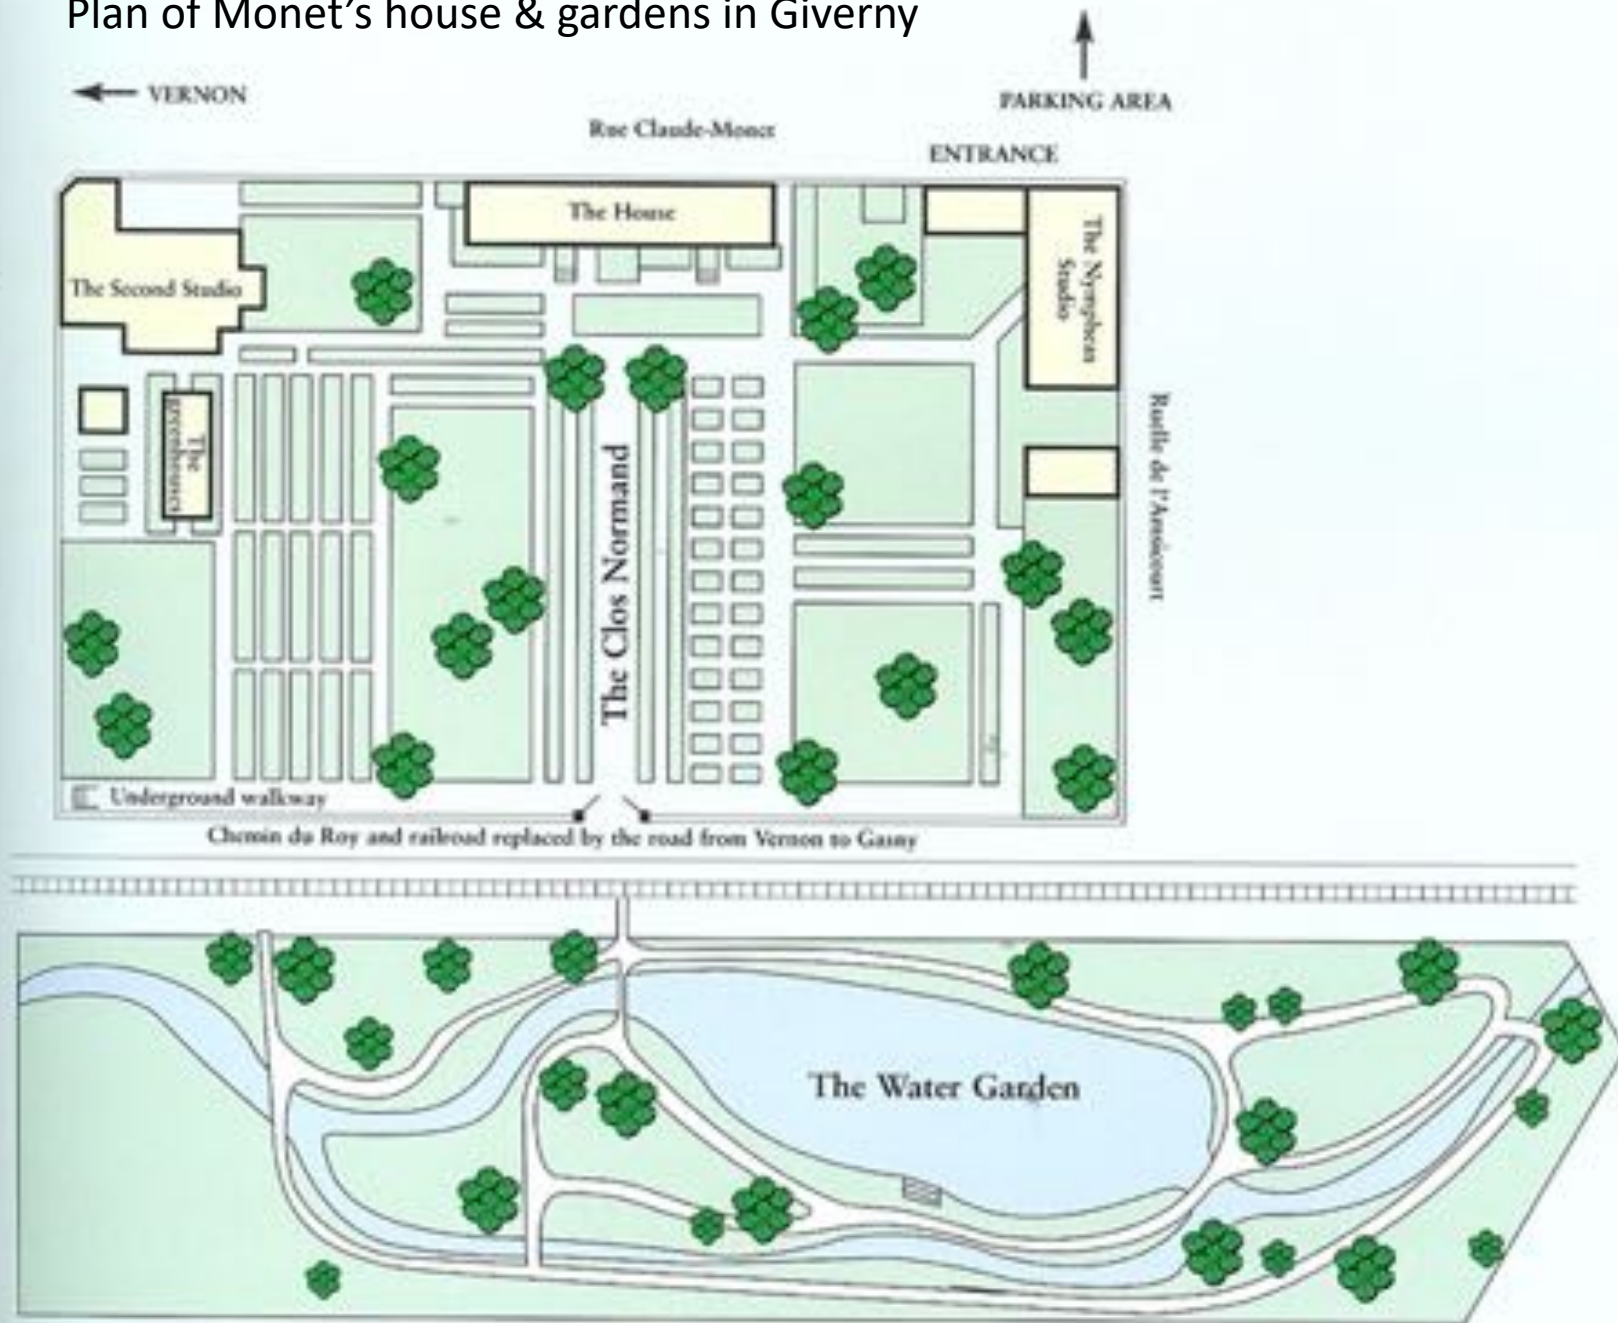 Plan of Monet's house & gardens in Giverny
VERNON
PARKING AREA
Rue Claude-Monet
ENTRANCE
The House
The Second Studio
The Nympheas
Studio
The
greenhouses
The Clos Normand
Ruelle de l'Amsicourt
Underground walkway
Chemin du Roy and railroad replaced by the road from Vernon to Gasny
The Water Garden